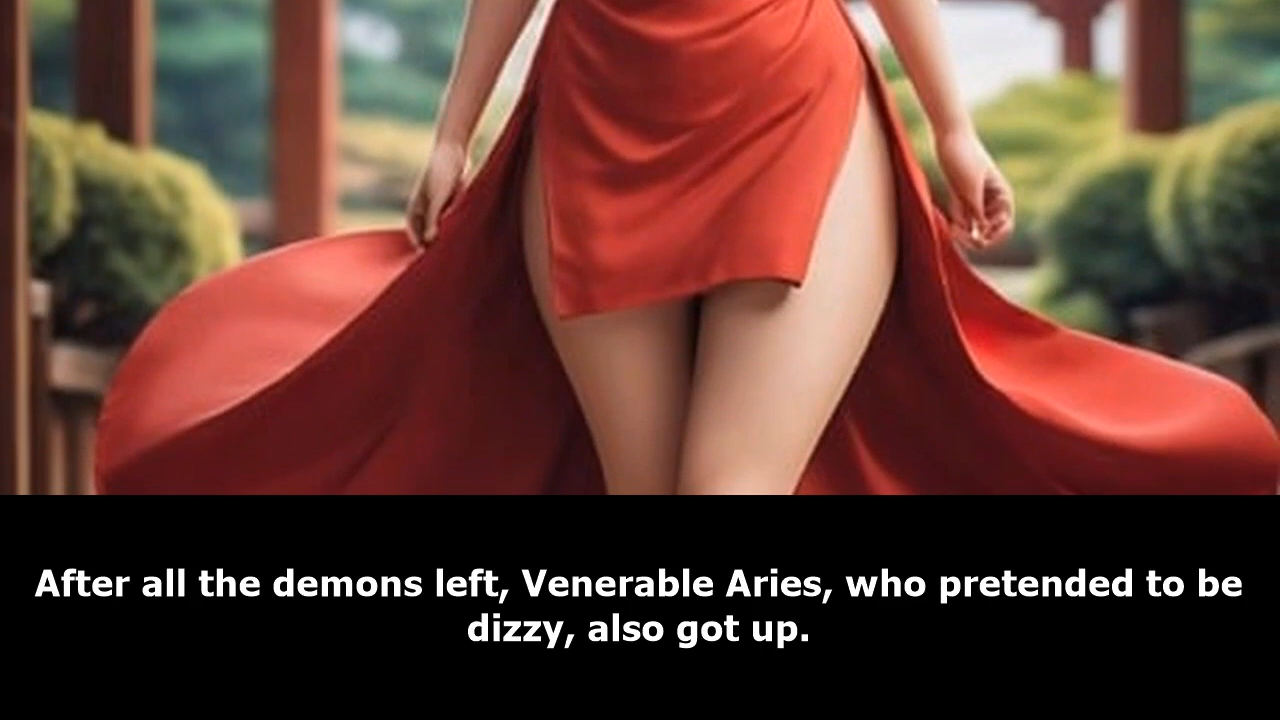 After all the demons left, Venerable Aries, who pretended to be
dizzy, also got up.